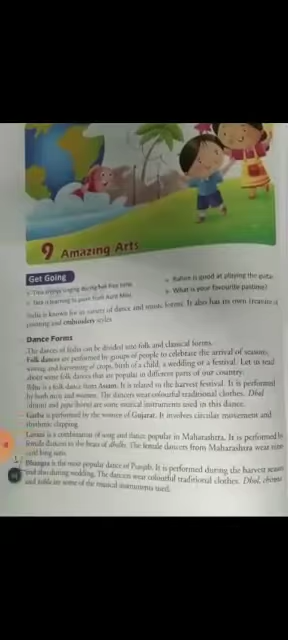 9 Amazing Arts
Get Going
Tina enjoys singing during her free time.
Tara is learning to paint from Aunt Mini.
Rahim is good at playing the guitar.
What is your favourite pastime?
India is known for its variety of dance and music forms. It also has its own treasure of
painting and embroidery styles.
Dance Forms
The dances of India can be divided into folk and classical forms.
Folk dances are performed by groups of people to celebrate the arrival of seasons,
sowing and harvesting of crops, birth of a child, a wedding or a festival. Let us read
about some folk dances that are popular in different parts of our country.
Bihu is a folk dance from Assam. It is related to the harvest festival. It is performed
by both men and women. The dancers wear colourful traditional clothes. Dhol
(drum) and pepa (horn) are some musical instruments used in this dance.
Garba is performed by the women of Gujarat. It involves circular movement and
rhythmic clapping.
Lavani is a combination of song and dance popular in Maharashtra. It is performed by
female dancers to the beats of dholki. The female dancers from Maharashtra wear nine
yard long saris.
Bhangra is the most popular dance of Punjab. It is performed during the harvest season
and also during wedding. The dancers wear colourful traditional clothes. Dhol, chimta
and tabla are some of the musical instruments used.